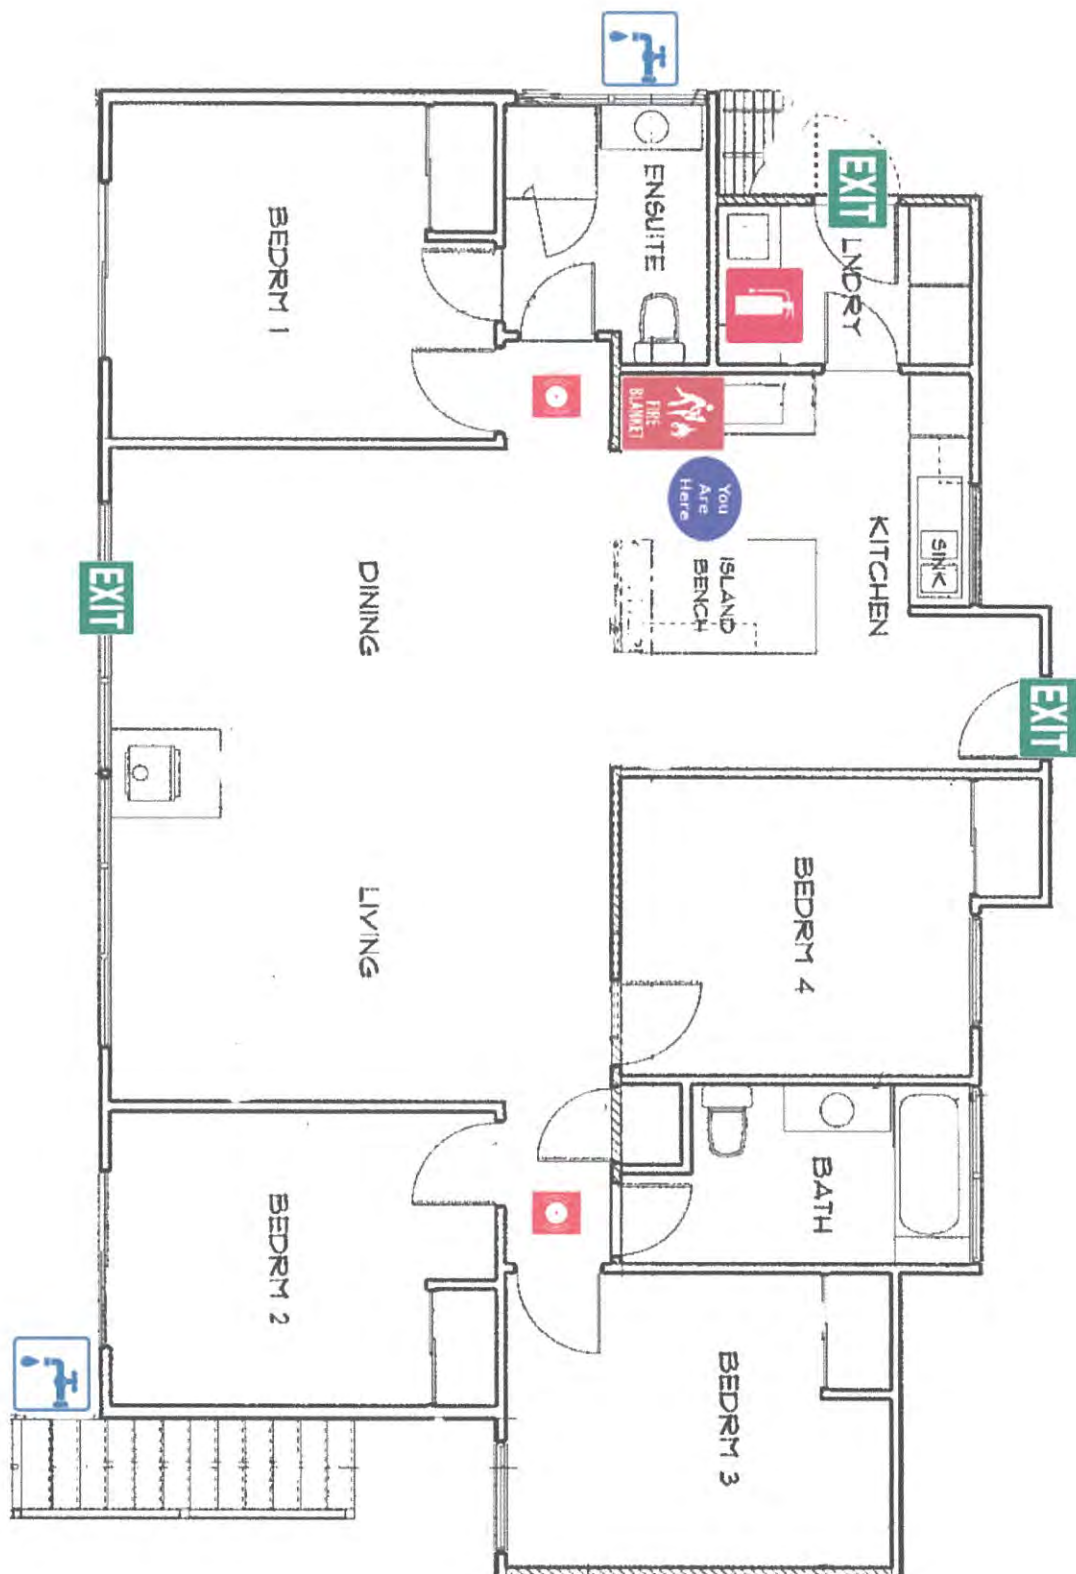 BEDRM 1
ENSUITE
EXIT
LNDRY
FIRE
BLANKET
You
Are
Here
KITCHEN
SINK
ISLAND
BENCH
DINING
EXIT
EXIT
LIVING
BEDRM 4
BATH
BEDRM 2
BEDRM 3